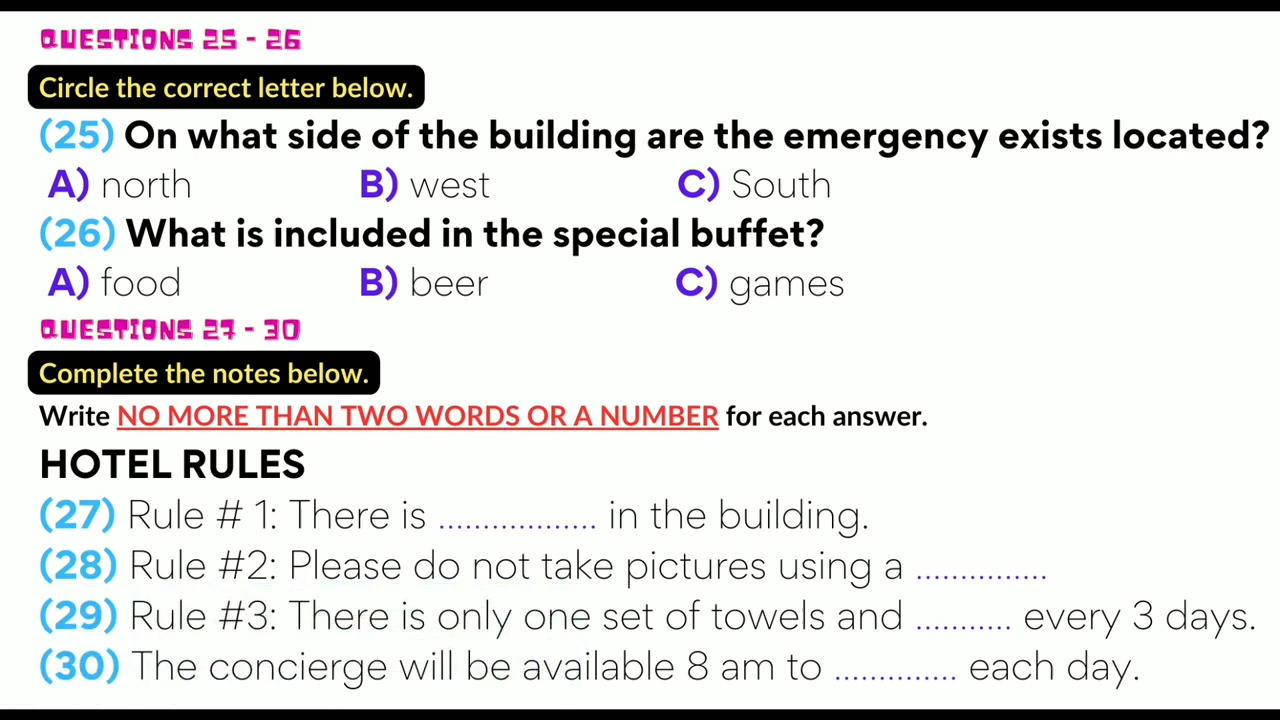 QUESTIONS 25 - 26
Circle the correct letter below.
(25) On what side of the building are the emergency exists located?
A) north B) west C) South
(26) What is included in the special buffet?
A) food B) beer C) games
QUESTIONS 27 - 30
Complete the notes below.
Write NO MORE THAN TWO WORDS OR A NUMBER for each answer.
HOTEL RULES
(27) Rule # 1: There is .................. in the building.
(28) Rule #2: Please do not take pictures using a ...............
(29) Rule #3: There is only one set of towels and ........... every 3 days.
(30) The concierge will be available 8 am to .............. each day.